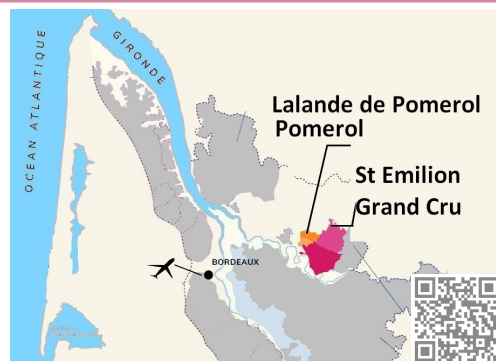 GIRONDE
OCEAN ATLANTIQUE
Lalande de Pomerol
Pomerol
St Emilion
Grand Cru
BORDEAUX